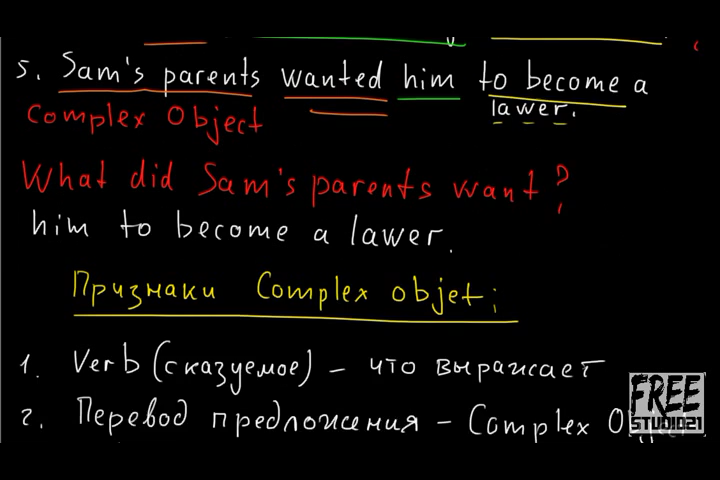 5. Sam's parents wanted him to become a
lawer.
Complex Object
What did Sam's parents want?
him to become a lawer.
Признаки Complex objet:
1. Verb (сказуемое) - что выражает
2. Перевод предложения - Complex Object
FREE
STUDIO21